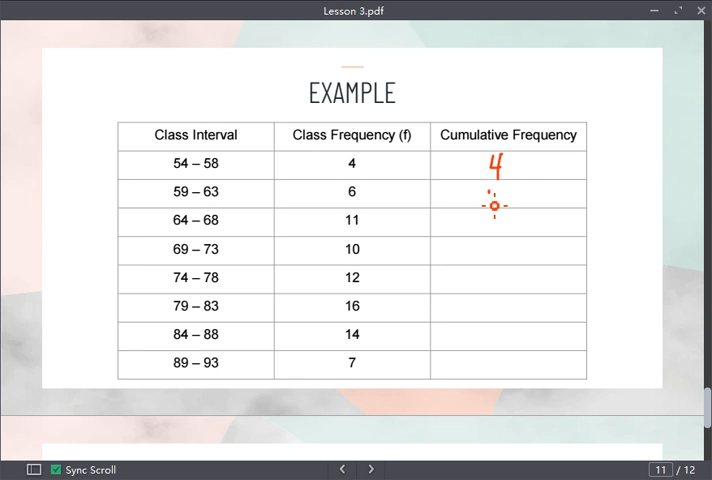 Lesson 3.pdf
EXAMPLE
Class Interval Class Frequency (f) Cumulative Frequency
54 – 58 4 4
59 – 63 6
64 – 68 11
69 – 73 10
74 – 78 12
79 – 83 16
84 – 88 14
89 – 93 7
Sync Scroll 11 / 12